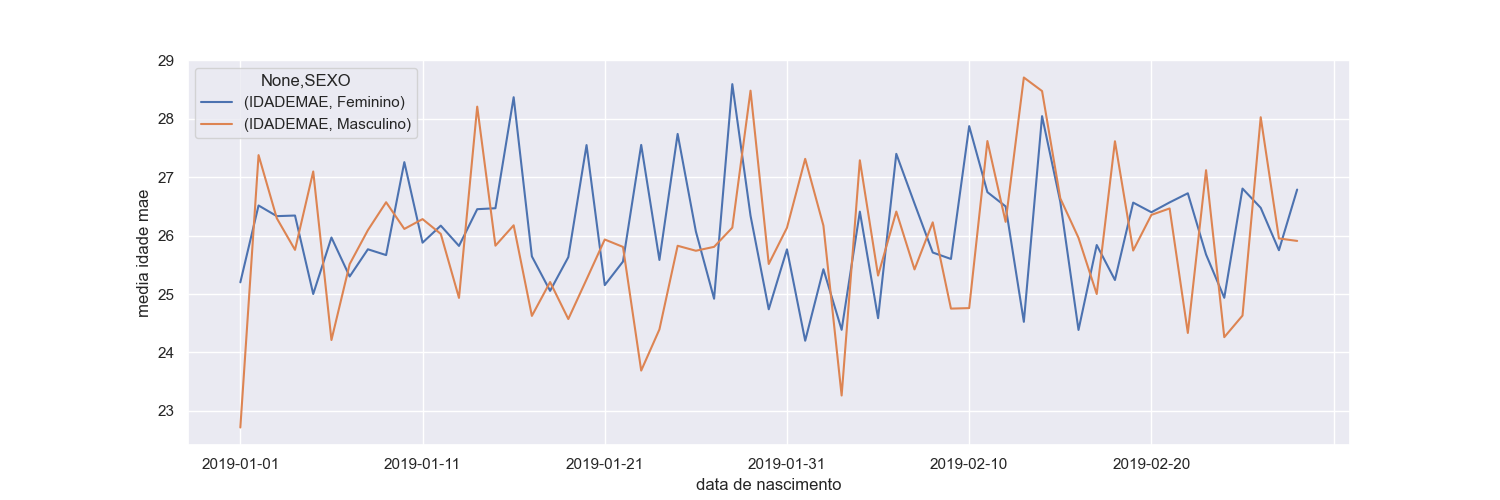 None,SEXO
(IDADEMAE, Feminino)
(IDADEMAE, Masculino)
29
28
27
26
25
24
23
media idade mae
2019-01-01
2019-01-11
2019-01-21
2019-01-31
2019-02-10
2019-02-20
data de nascimento